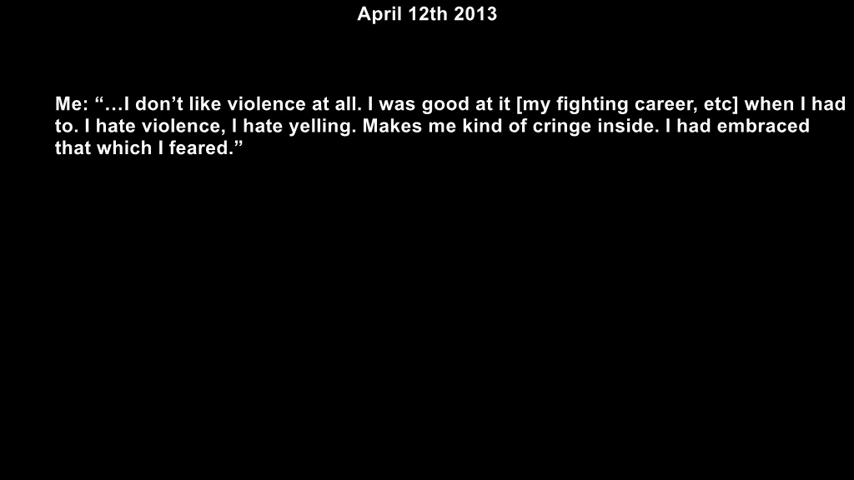 April 12th 2013
Me: “…I don’t like violence at all. I was good at it [my fighting career, etc] when I had
to. I hate violence, I hate yelling. Makes me kind of cringe inside. I had embraced
that which I feared.”